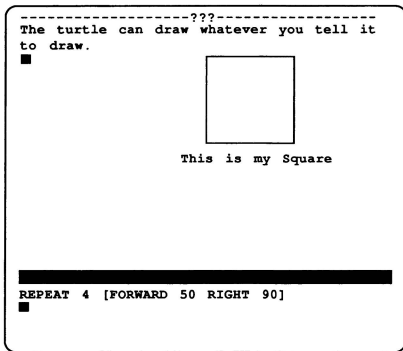 --------------------???--------------------
The turtle can draw whatever you tell it
to draw.
This is my Square
REPEAT 4 [FORWARD 50 RIGHT 90]